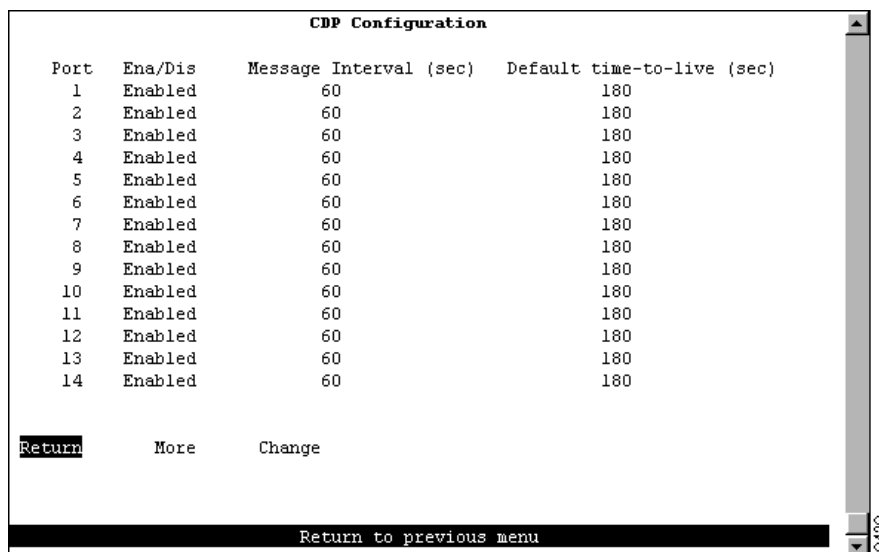 CDP Configuration
Port Ena/Dis Message Interval (sec) Default time-to-live (sec)
1 Enabled 60 180
2 Enabled 60 180
3 Enabled 60 180
4 Enabled 60 180
5 Enabled 60 180
6 Enabled 60 180
7 Enabled 60 180
8 Enabled 60 180
9 Enabled 60 180
10 Enabled 60 180
11 Enabled 60 180
12 Enabled 60 180
13 Enabled 60 180
14 Enabled 60 180
Return More Change
Return to previous menu